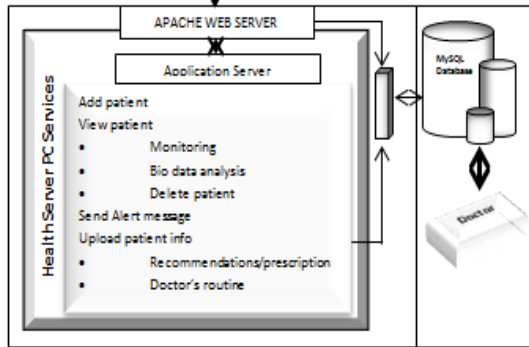 APACHE WEB SERVER
Application Server
Health Server PC Services
Add patient
View patient
• Monitoring
• Bio data analysis
• Delete patient
Send Alert message
Upload patient info
• Recommendations/prescription
• Doctor's routine
MySQL
Database
Doctor